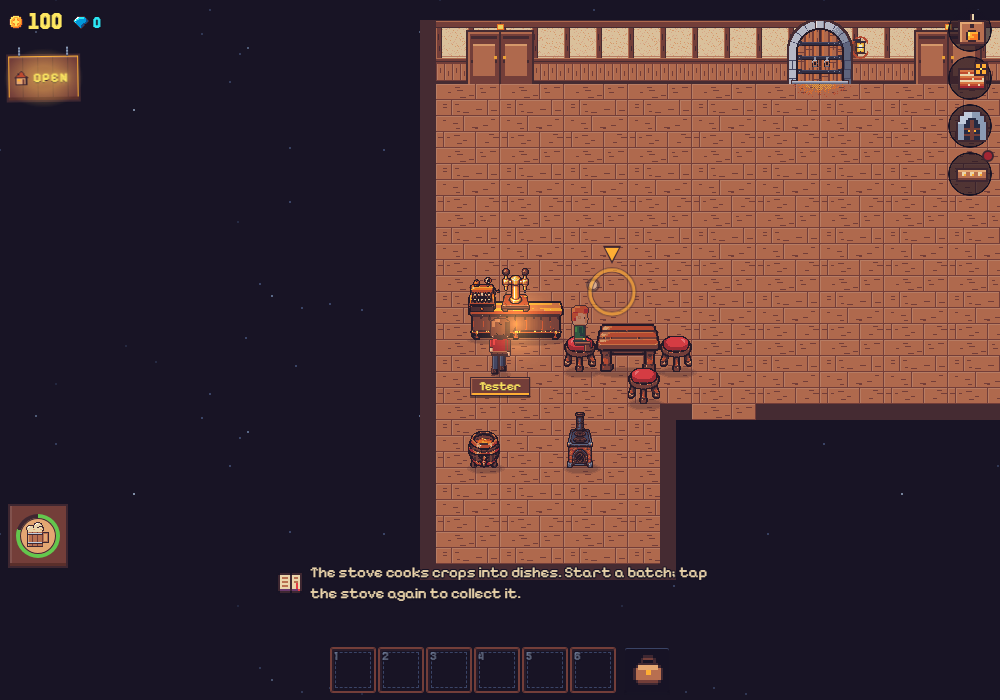 100
0
OPEN
Tester
The stove cooks crops into dishes. Start a batch; tap
the stove again to collect it.
1 2 3 4 5 6